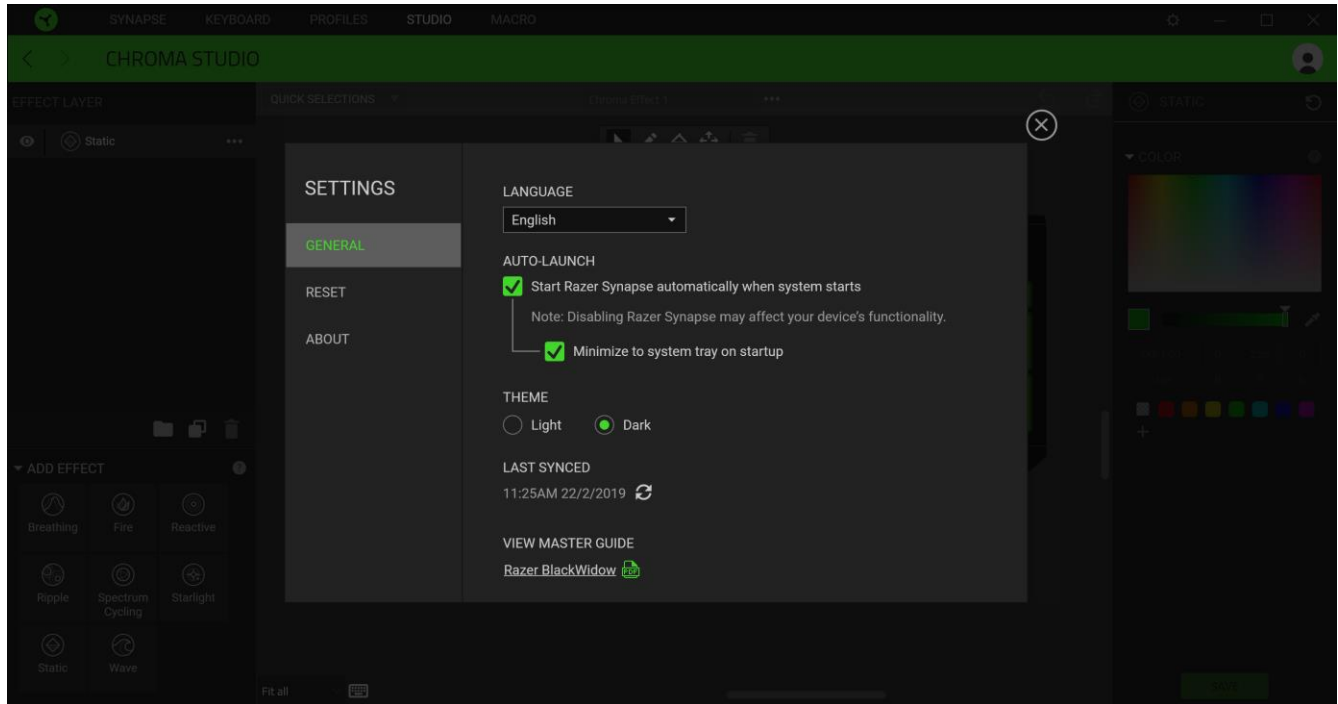 SYNAPSE KEYBOARD PROFILES STUDIO MACRO
CHROMA STUDIO
EFFECT LAYER
QUICK SELECTIONS
Chroma Effect 1
STATIC
Static
COLOR
SETTINGS
GENERAL
RESET
ABOUT
LANGUAGE
English
AUTO-LAUNCH
Start Razer Synapse automatically when system starts
Note: Disabling Razer Synapse may affect your device's functionality.
Minimize to system tray on startup
THEME
Light Dark
LAST SYNCED
11:25AM 22/2/2019
VIEW MASTER GUIDE
Razer BlackWidow PDF
ADD EFFECT
Breathing Fire Reactive
Ripple Spectrum Cycling Starlight
Static Wave
Fit all
SAVE